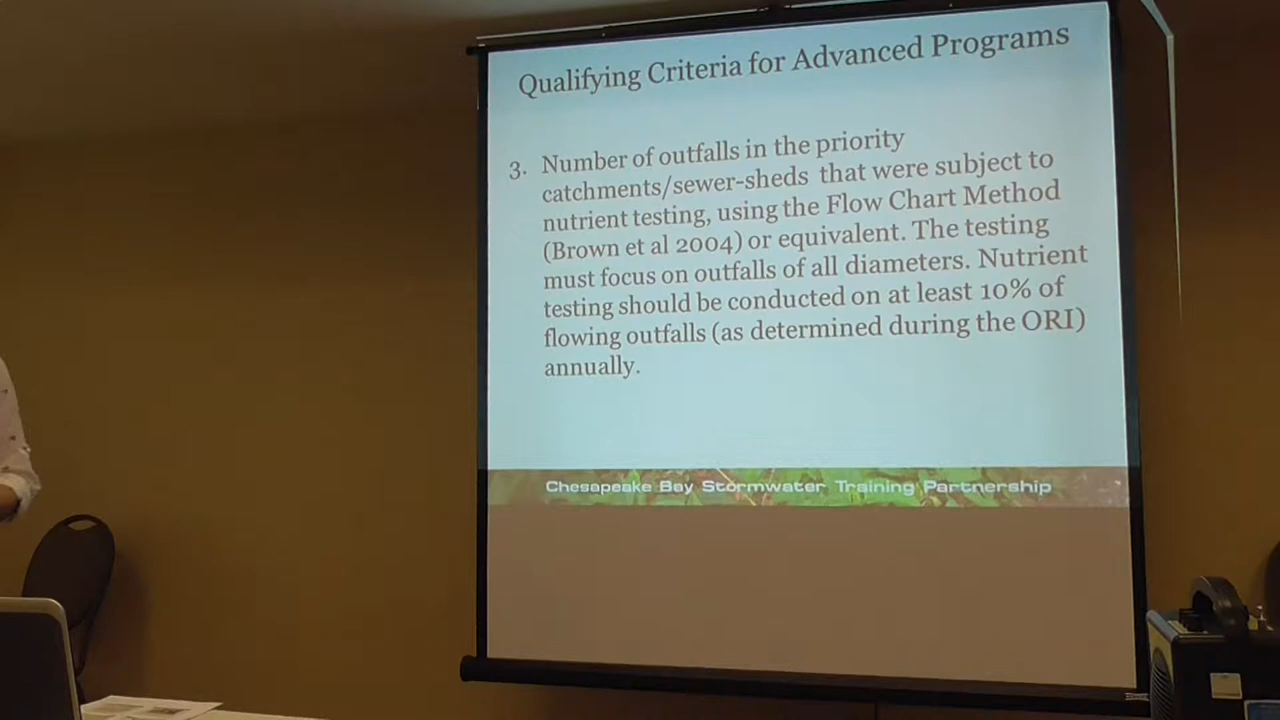 Qualifying Criteria for Advanced Programs
3. Number of outfalls in the priority
catchments/sewer-sheds that were subject to
nutrient testing, using the Flow Chart Method
(Brown et al 2004) or equivalent. The testing
must focus on outfalls of all diameters. Nutrient
testing should be conducted on at least 10% of
flowing outfalls (as determined during the ORI)
annually.
Chesapeake Bay Stormwater Training Partnership